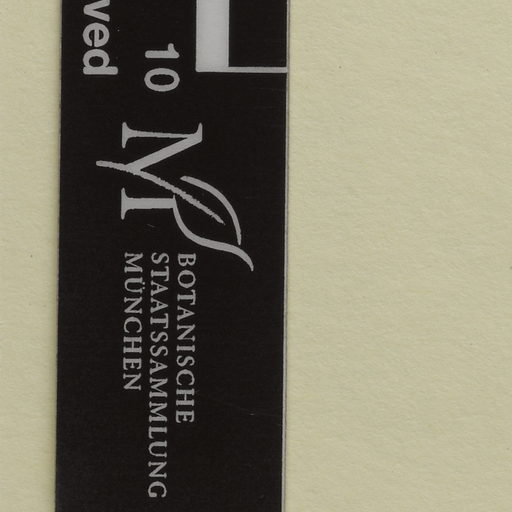 ved
10
M
BOTANISCHE
STAATSSAMMLUNG
MÜNCHEN